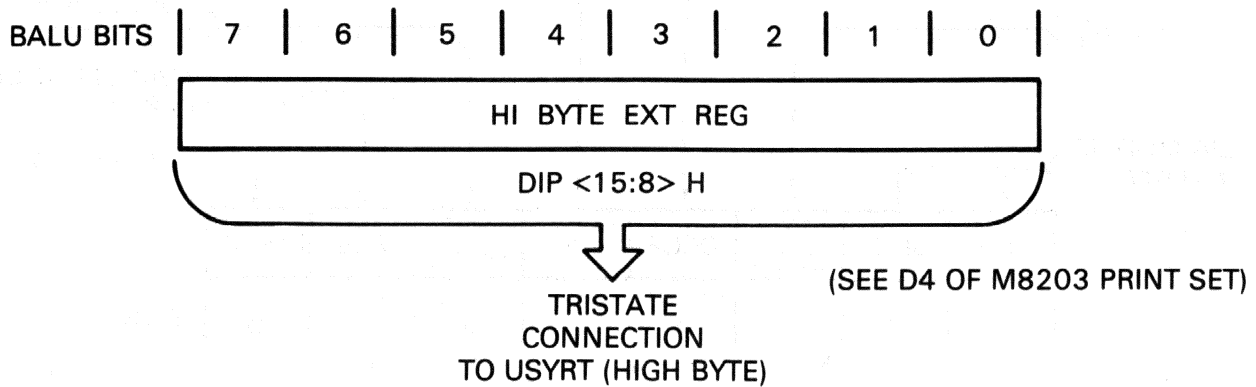 BALU BITS 7 6 5 4 3 2 1 0
HI BYTE EXT REG
DIP <15:8> H
(SEE D4 OF M8203 PRINT SET)
TRISTATE
CONNECTION
TO USYRT (HIGH BYTE)